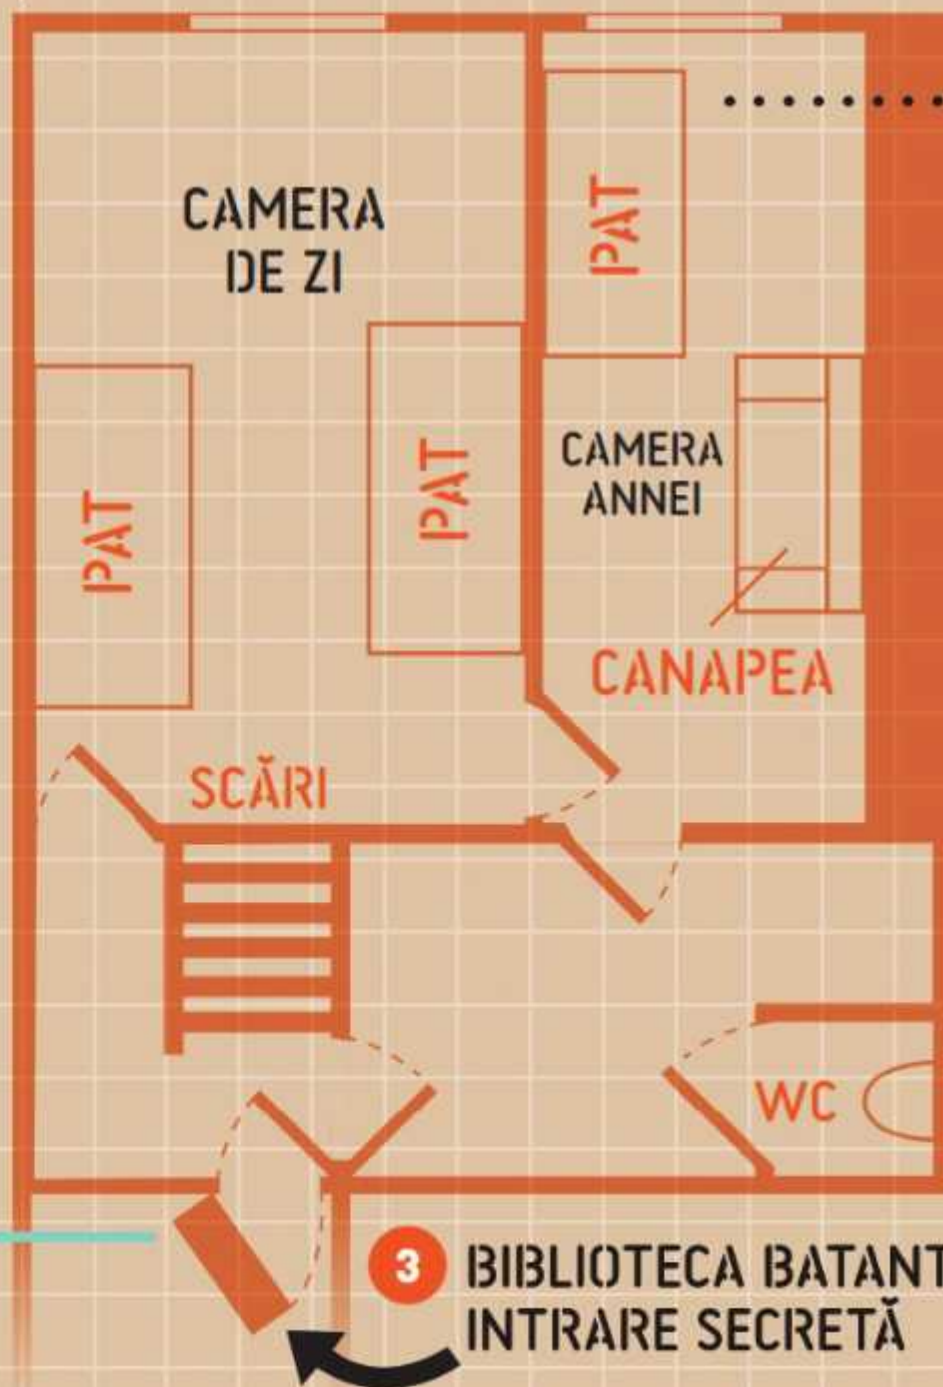 CAMERA
DE ZI
PAT
PAT
PAT
CAMERA
ANNEI
CANAPEA
SCĂRI
WC
3 BIBLIOTECA BATANT
INTRARE SECRETĂ